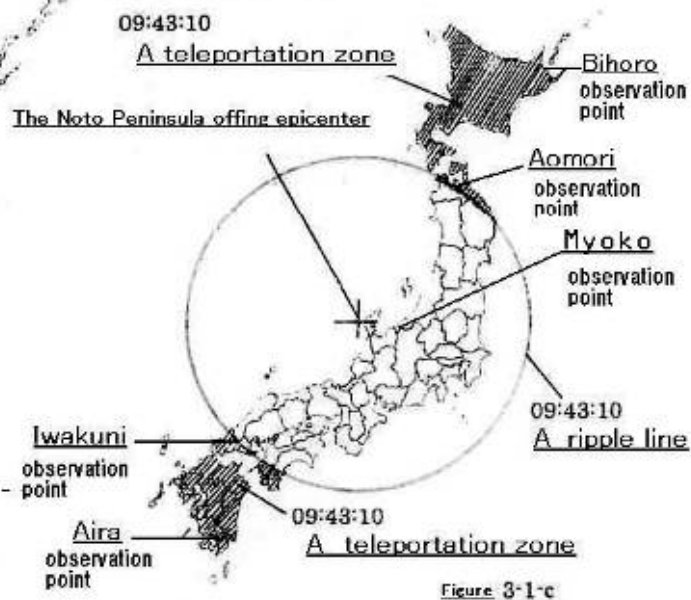 09:43:10
A teleportation zone
Bihoro
observation
point
The Noto Peninsula offing epicenter
Aomori
observation
point
Myoko
observation
point
09:43:10
A ripple line
Iwakuni
observation
point
09:43:10
A teleportation zone
Aira
observation
point
Figure 3-1-c